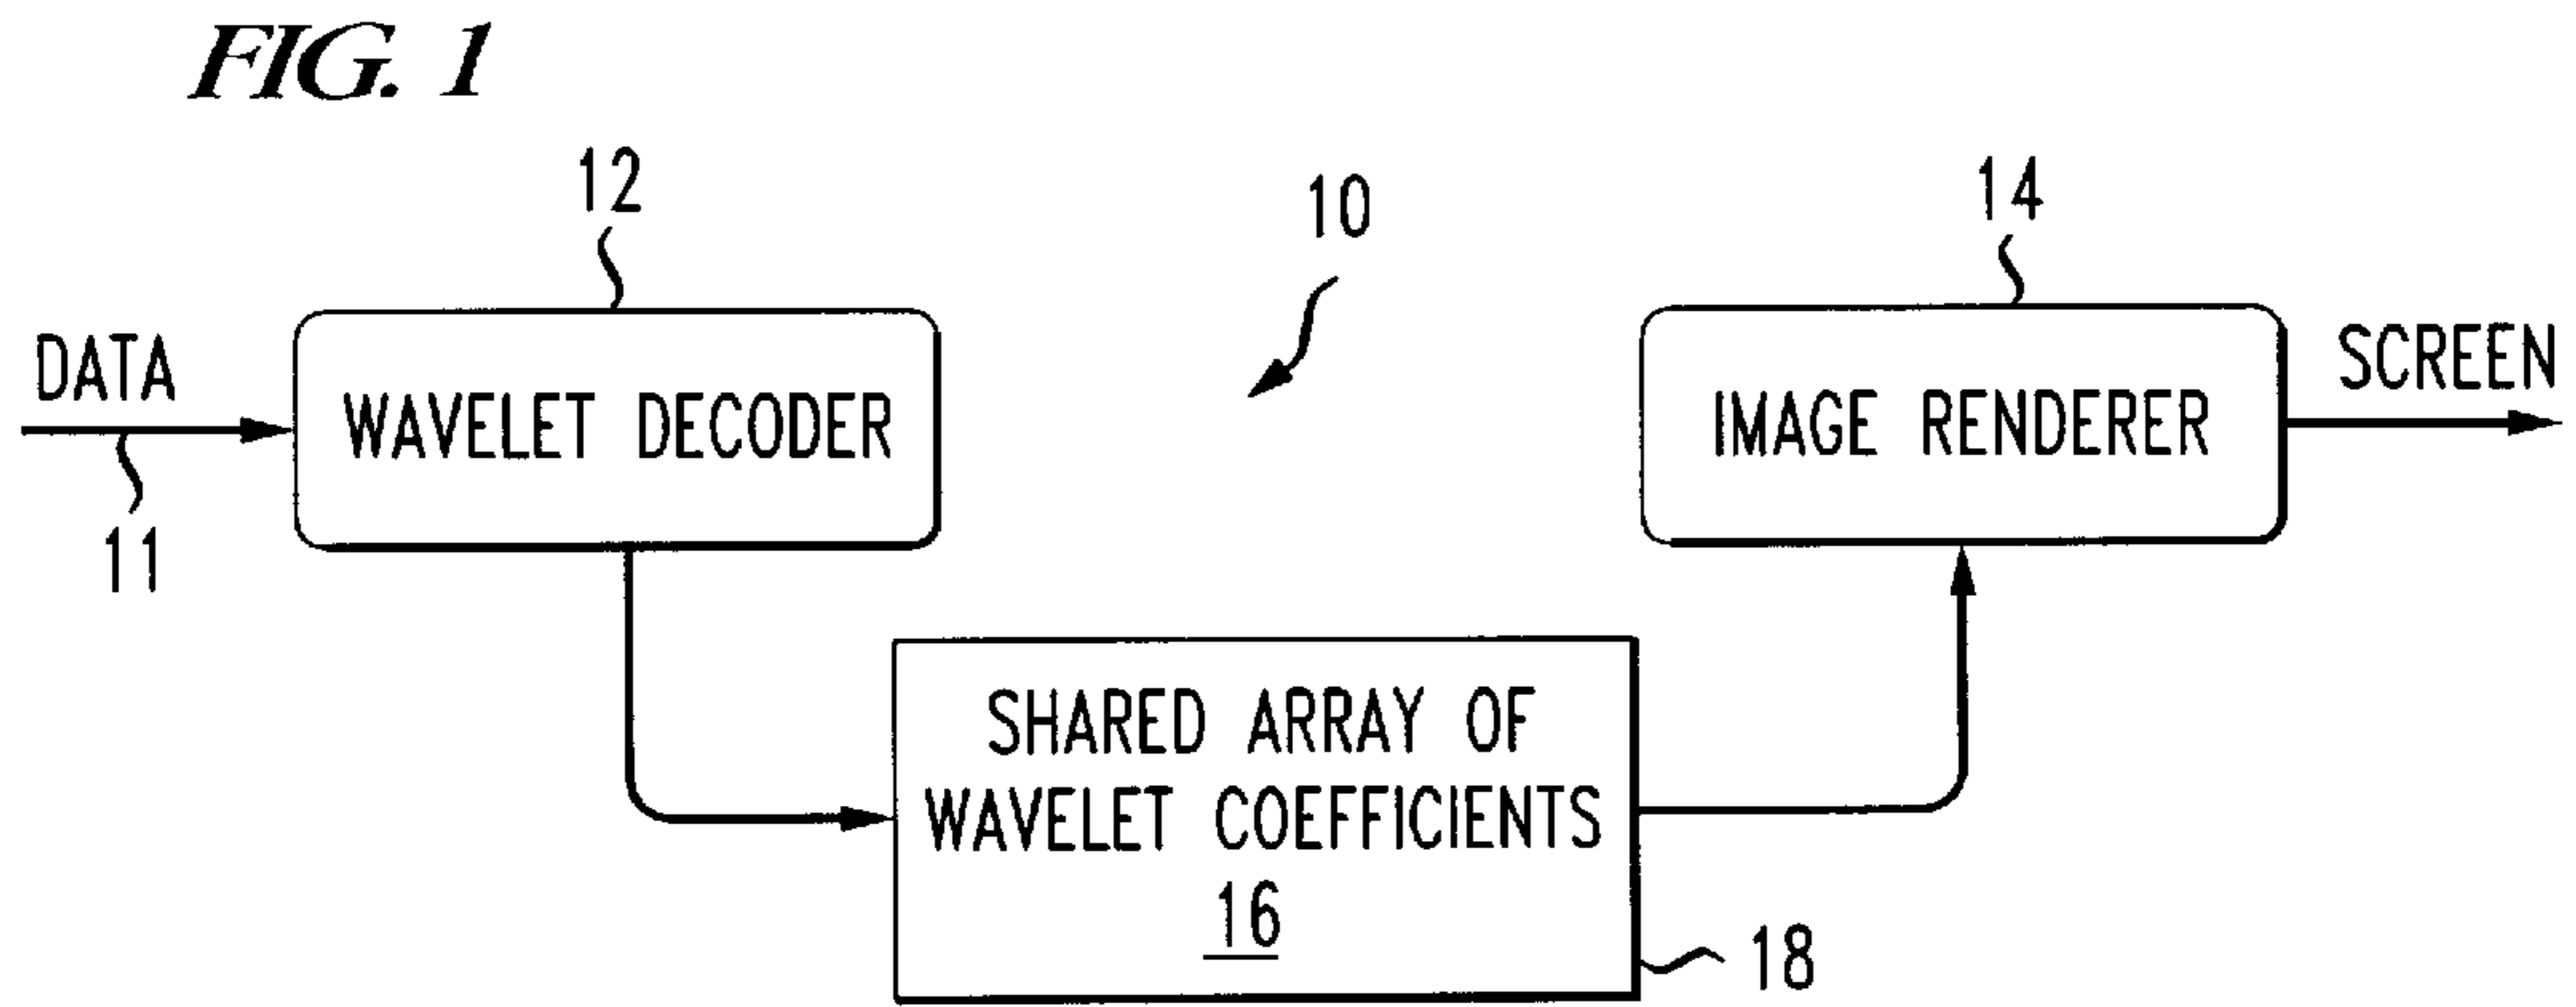 FIG. 1
12
10
14
DATA
WAVELET DECODER
IMAGE RENDERER
SCREEN
11
SHARED ARRAY OF
WAVELET COEFFICIENTS
16
18